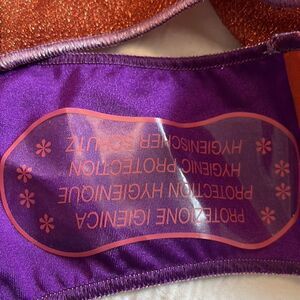 PROTEZIONE IGIENICA
PROTECTION HYGIENIQUE
HYGIENIC PROTECTION
HYGIENISCHER SCHUTZ